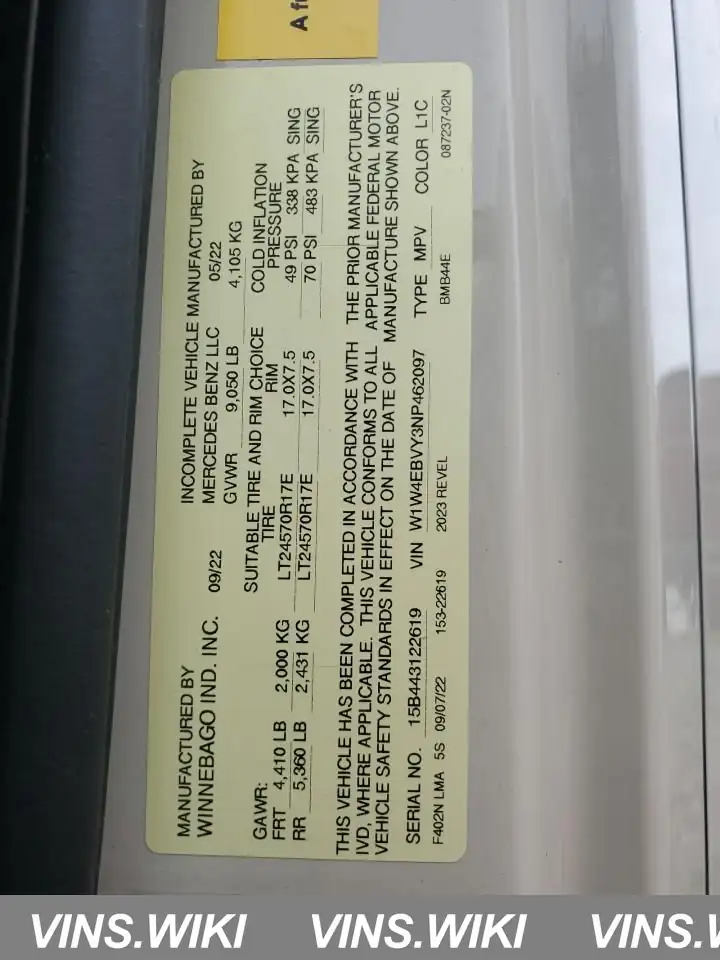 A
MANUFACTURED BY INCOMPLETE VEHICLE MANUFACTURED BY
WINNEBAGO IND. INC. 09/22 MERCEDES BENZ LLC 05/22
GVWR 9,050 LB 4,105 KG
SUITABLE TIRE AND RIM CHOICE
GAWR: TIRE RIM COLD INFLATION PRESSURE
FRT 4,410 LB 2,000 KG LT24570R17E 17.0X7.5 49 PSI 338 KPA SING
RR 5,360 LB 2,431 KG LT24570R17E 17.0X7.5 70 PSI 483 KPA SING
THIS VEHICLE HAS BEEN COMPLETED IN ACCORDANCE WITH THE PRIOR MANUFACTURER'S
IVD, WHERE APPLICABLE. THIS VEHICLE CONFORMS TO ALL APPLICABLE FEDERAL MOTOR
VEHICLE SAFETY STANDARDS IN EFFECT ON THE DATE OF MANUFACTURE SHOWN ABOVE.
SERIAL NO. 15B443122619 VIN W1W4EBVY3NP462097 TYPE MPV COLOR L1C
F402N LMA 5S 09/07/22 153-22619 2023 REVEL BMB44E 087237-02N
VINS.WIKI VINS.WIKI VINS.W